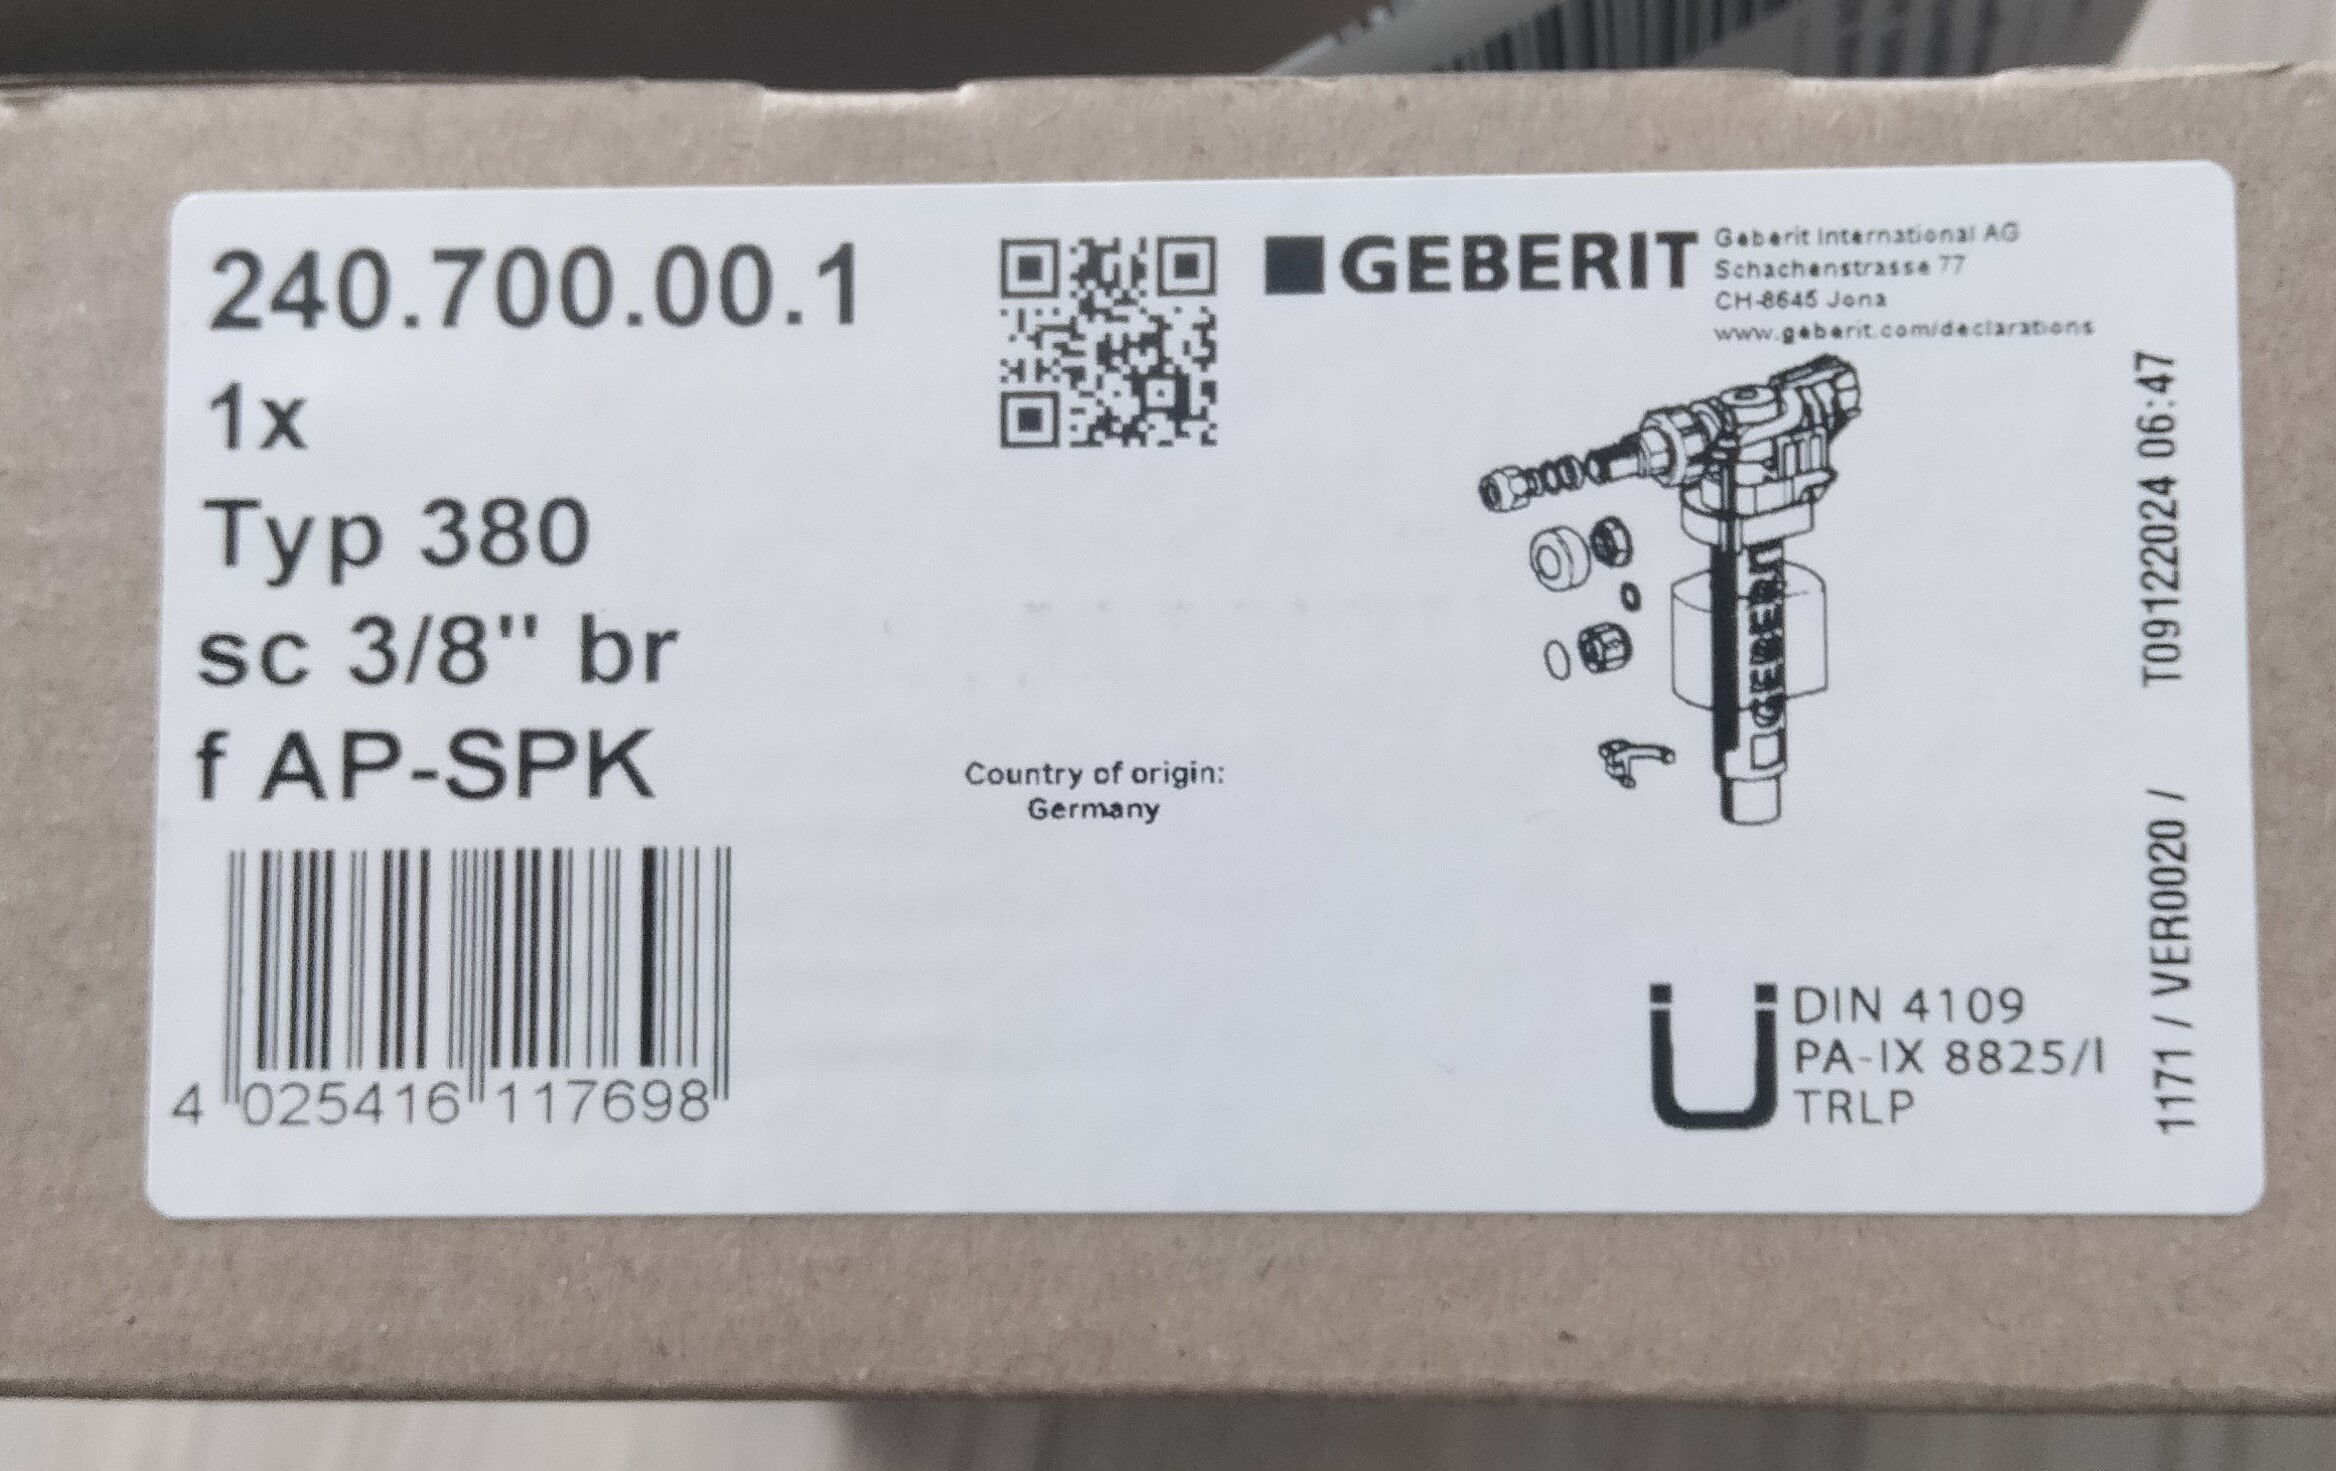 240.700.00.1
1x
Typ 380
sc 3/8" br
f AP-SPK
4 025416 117698
Country of origin:
Germany
GEBERIT
Geberit International AG
Schachenstrasse 77
CH-8645 Jona
www.geberit.com/declarations
GEBERIT
DIN 4109
PA-IX 8825/I
TRLP
1171 / VER00020 / T09122024 06:47